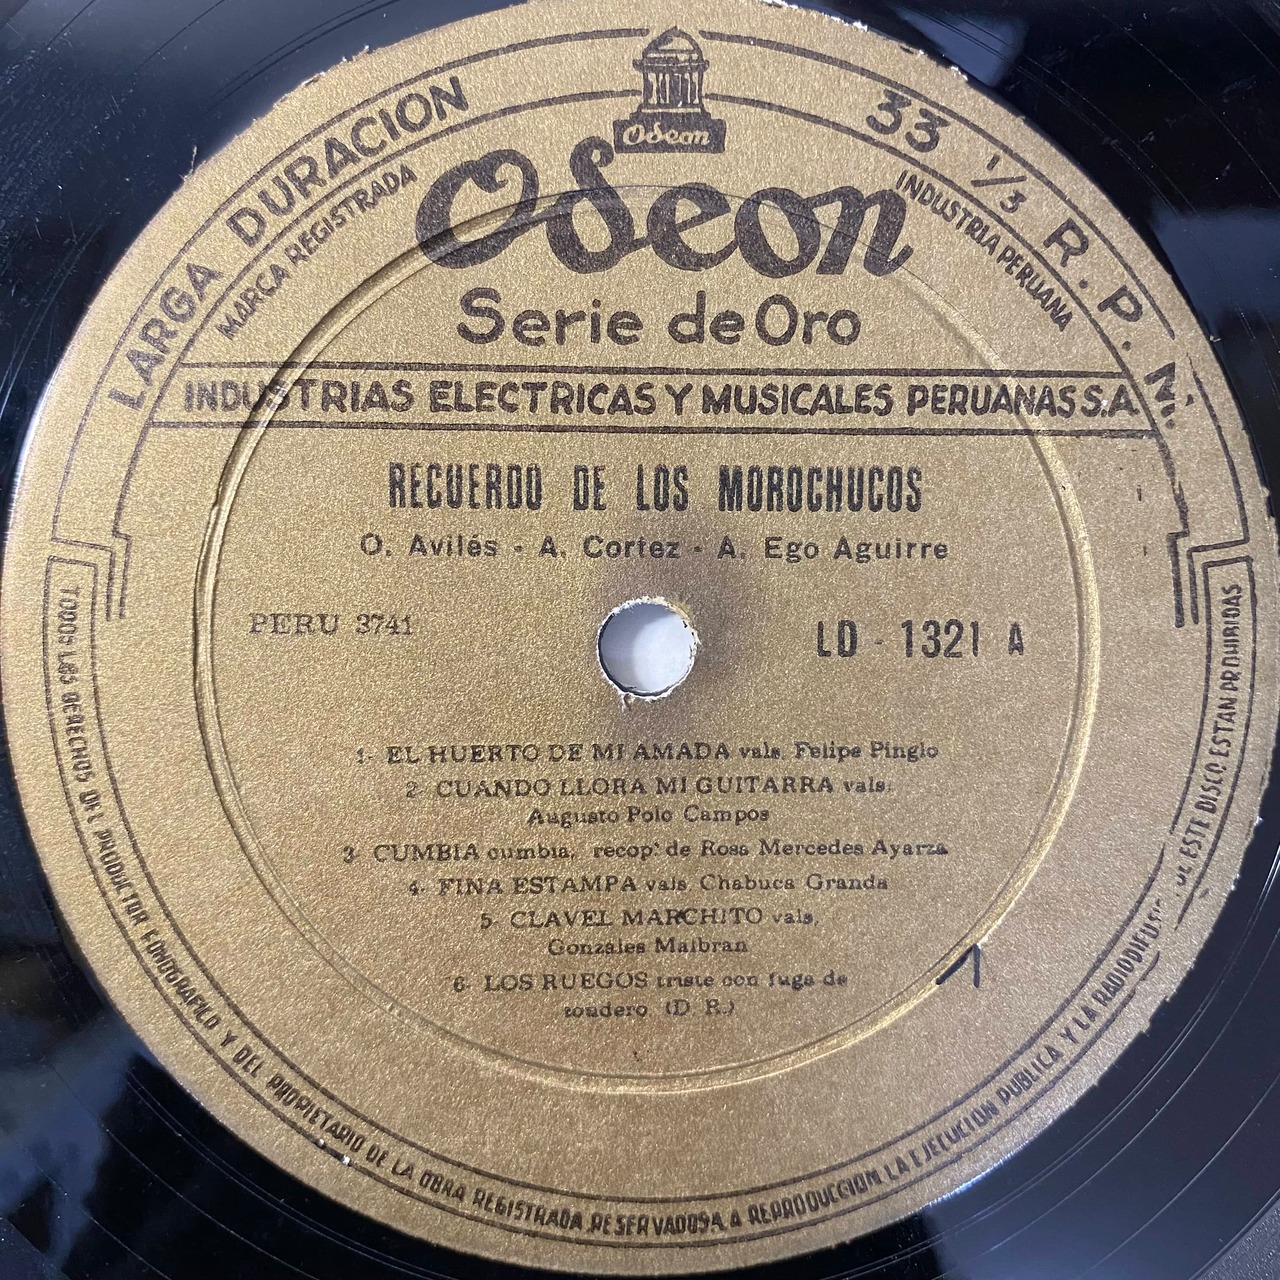 LARGA DURACION
33 1/3 R.P.M.
MARCA REGISTRADA
INDUSTRIA PERUANA
Odeon
Odeon
Serie de Oro
INDUSTRIAS ELECTRICAS Y MUSICALES PERUANAS S.A.
RECUERDO DE LOS MOROCHUCOS
O. Avilés - A. Cortez - A. Ego Aguirre
PERU 3741
LD - 1321 A
1- EL HUERTO DE MI AMADA vals, Felipe Pinglo
2- CUANDO LLORA MI GUITARRA vals,
Augusto Polo Campos
3- CUMBIA cumbia, recop. de Rosa Mercedes Ayarza
4- FINA ESTAMPA vals, Chabuca Granda
5- CLAVEL MARCHITO vals,
Gonzales Malbran
6- LOS RUEGOS triste con fuga de
tondero (D. R.)
1
TODOS LOS DERECHOS DEL PRODUCTOR FONOGRAFICO Y DEL PROPIETARIO DE LA OBRA REGISTRADA RESERVADOS. A REPRODUCCION LA EJECUCION PUBLICA Y LA RADIODIFUSION DE ESTE DISCO ESTAN PROHIBIDAS